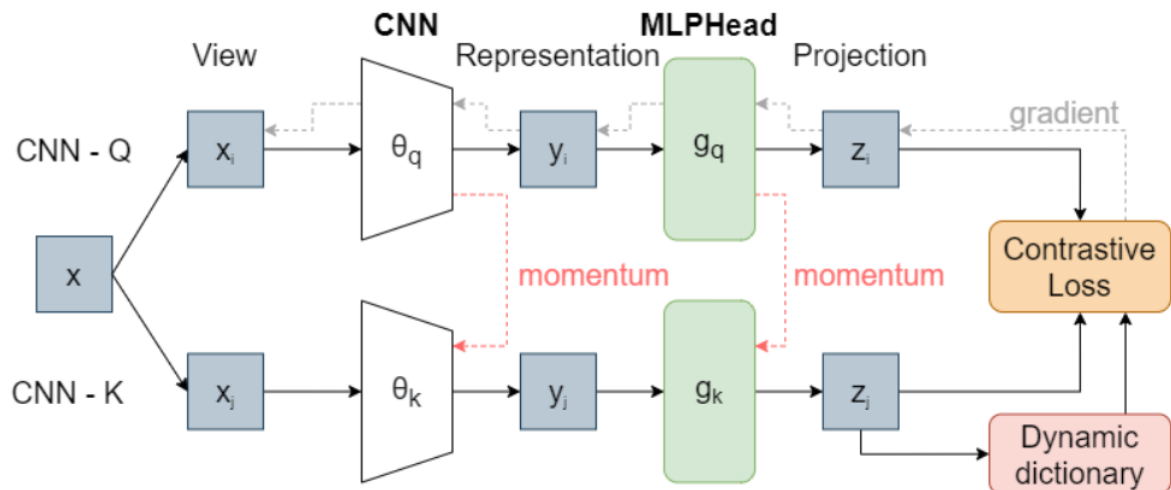 CNN
MLPHead
View
Representation
Projection
gradient
CNN - Q
xᵢ
θq
yᵢ
gq
zᵢ
x
momentum
momentum
Contrastive
Loss
CNN - K
xⱼ
θk
yⱼ
gk
zⱼ
Dynamic
dictionary